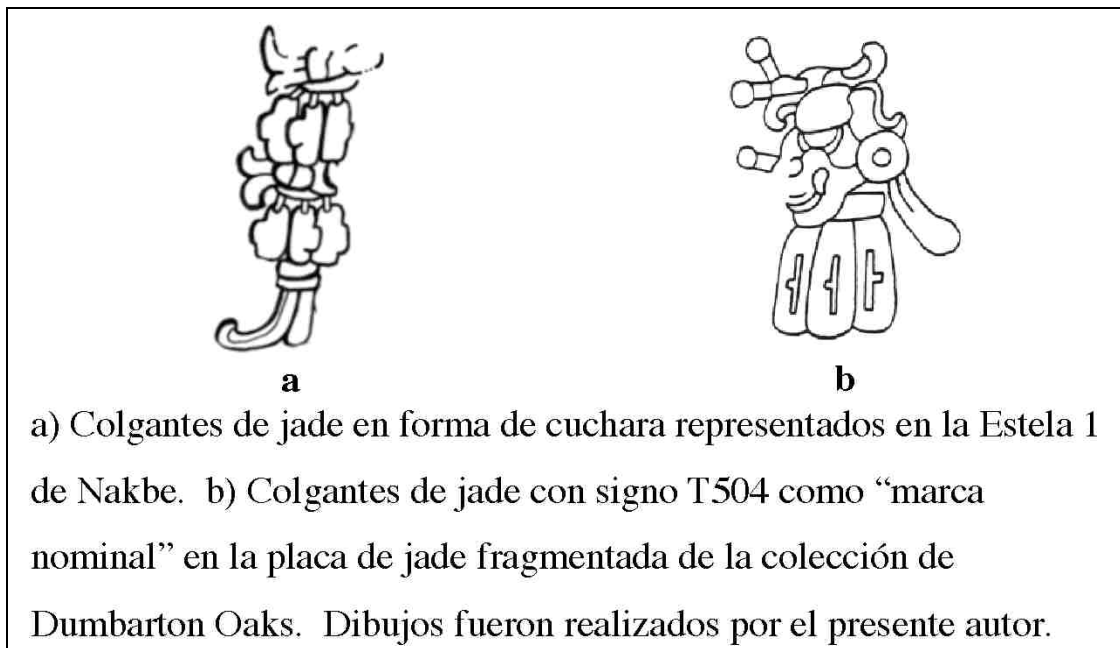 a b
a) Colgantes de jade en forma de cuchara representados en la Estela 1
de Nakbe.  b) Colgantes de jade con signo T504 como “marca
nominal” en la placa de jade fragmentada de la colección de
Dumbarton Oaks.  Dibujos fueron realizados por el presente autor.